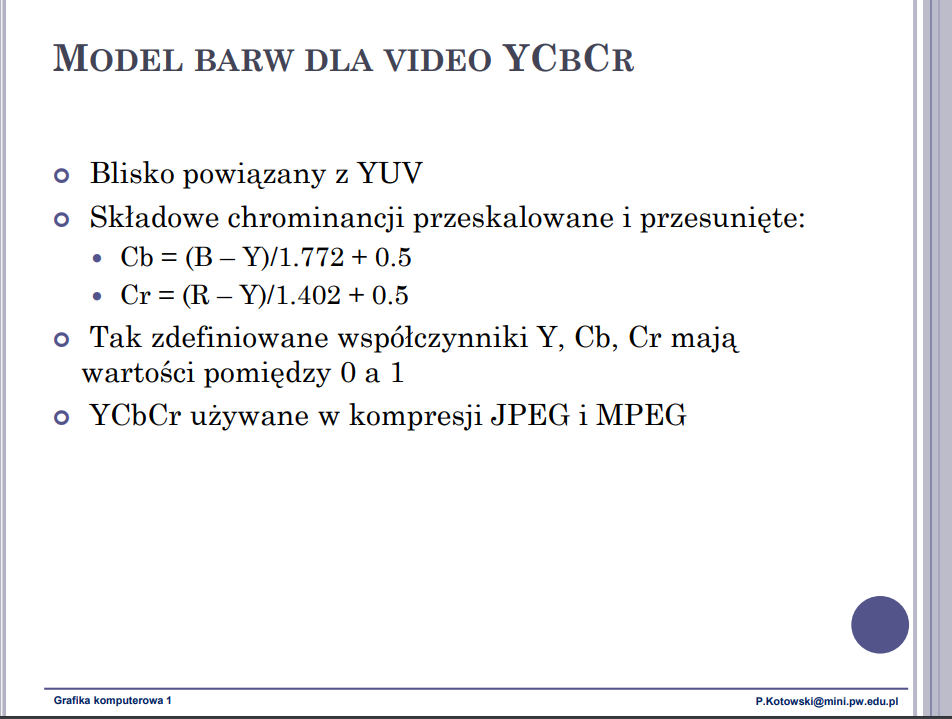 MODEL BARW DLA VIDEO YCBCR
Blisko powiązany z YUV
Składowe chrominancji przeskalowane i przesunięte:
Cb = (B – Y)/1.772 + 0.5
Cr = (R – Y)/1.402 + 0.5
Tak zdefiniowane współczynniki Y, Cb, Cr mają
wartości pomiędzy 0 a 1
YCbCr używane w kompresji JPEG i MPEG
Grafika komputerowa 1
P.Kotowski@mini.pw.edu.pl